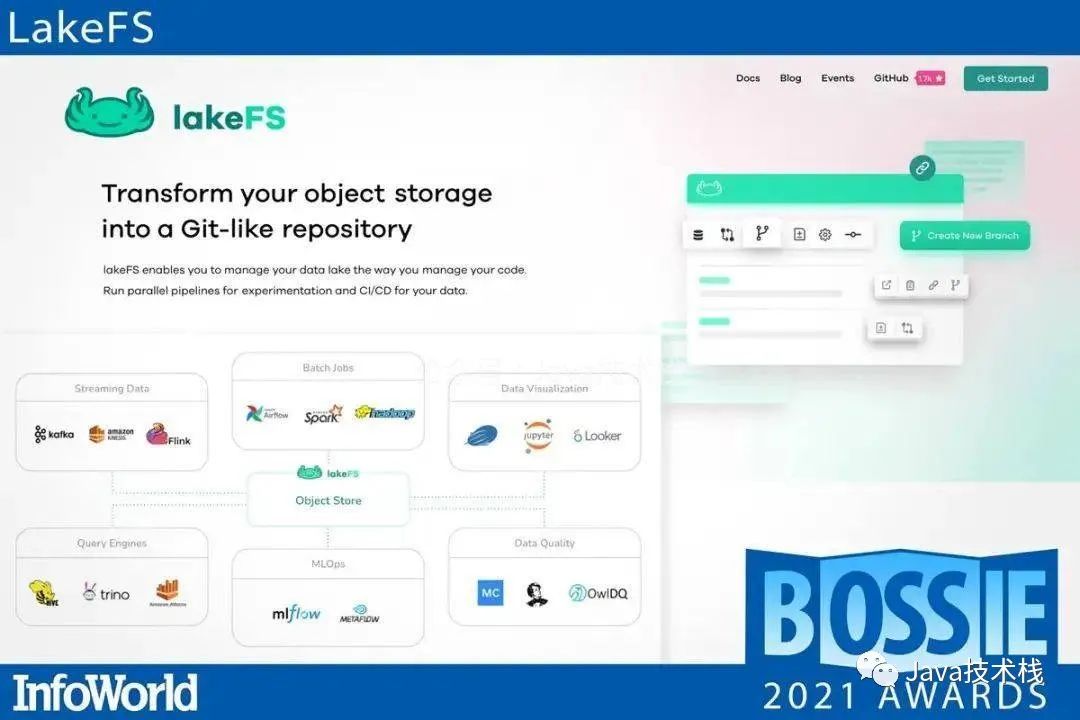 LakeFS
Docs Blog Events GitHub 1.7k Get Started
lakeFS
Transform your object storage
into a Git-like repository
lakeFS enables you to manage your data lake the way you manage your code.
Run parallel pipelines for experimentation and CI/CD for your data.
Create New Branch
Streaming Data
kafka
amazon
KINESIS
Flink
Batch Jobs
Airflow
Spark
hadoop
Data Visualization
jupyter
Looker
lakeFS
Object Store
Query Engines
HIVE
trino
Amazon Athena
MLOps
mlflow
METAFLOW
Data Quality
MC
OwlDQ
BOSSIE
2021 AWARDS
Java技术栈
InfoWorld